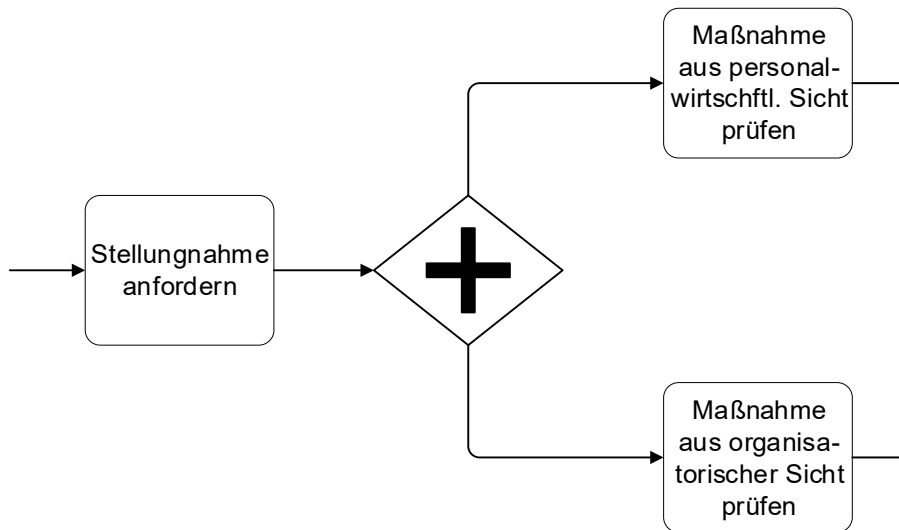 Maßnahme
aus personal-
wirtschftl. Sicht
prüfen
Stellungnahme
anfordern
Maßnahme
aus organisa-
torischer Sicht
prüfen